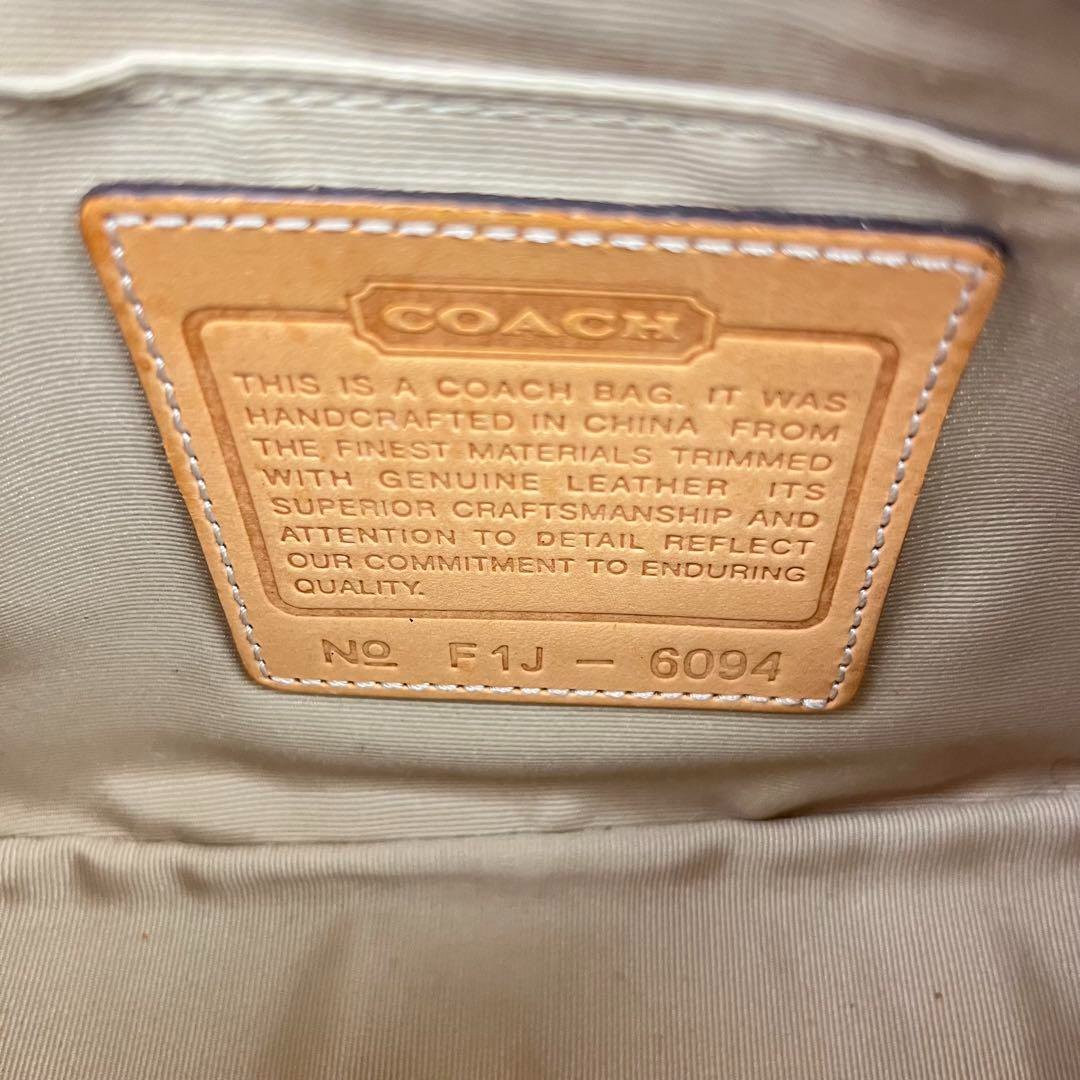 COACH
THIS IS A COACH BAG. IT WAS
HANDCRAFTED IN CHINA FROM
THE FINEST MATERIALS TRIMMED
WITH GENUINE LEATHER ITS
SUPERIOR CRAFTSMANSHIP AND
ATTENTION TO DETAIL REFLECT
OUR COMMITMENT TO ENDURING
QUALITY.
No F1J – 6094